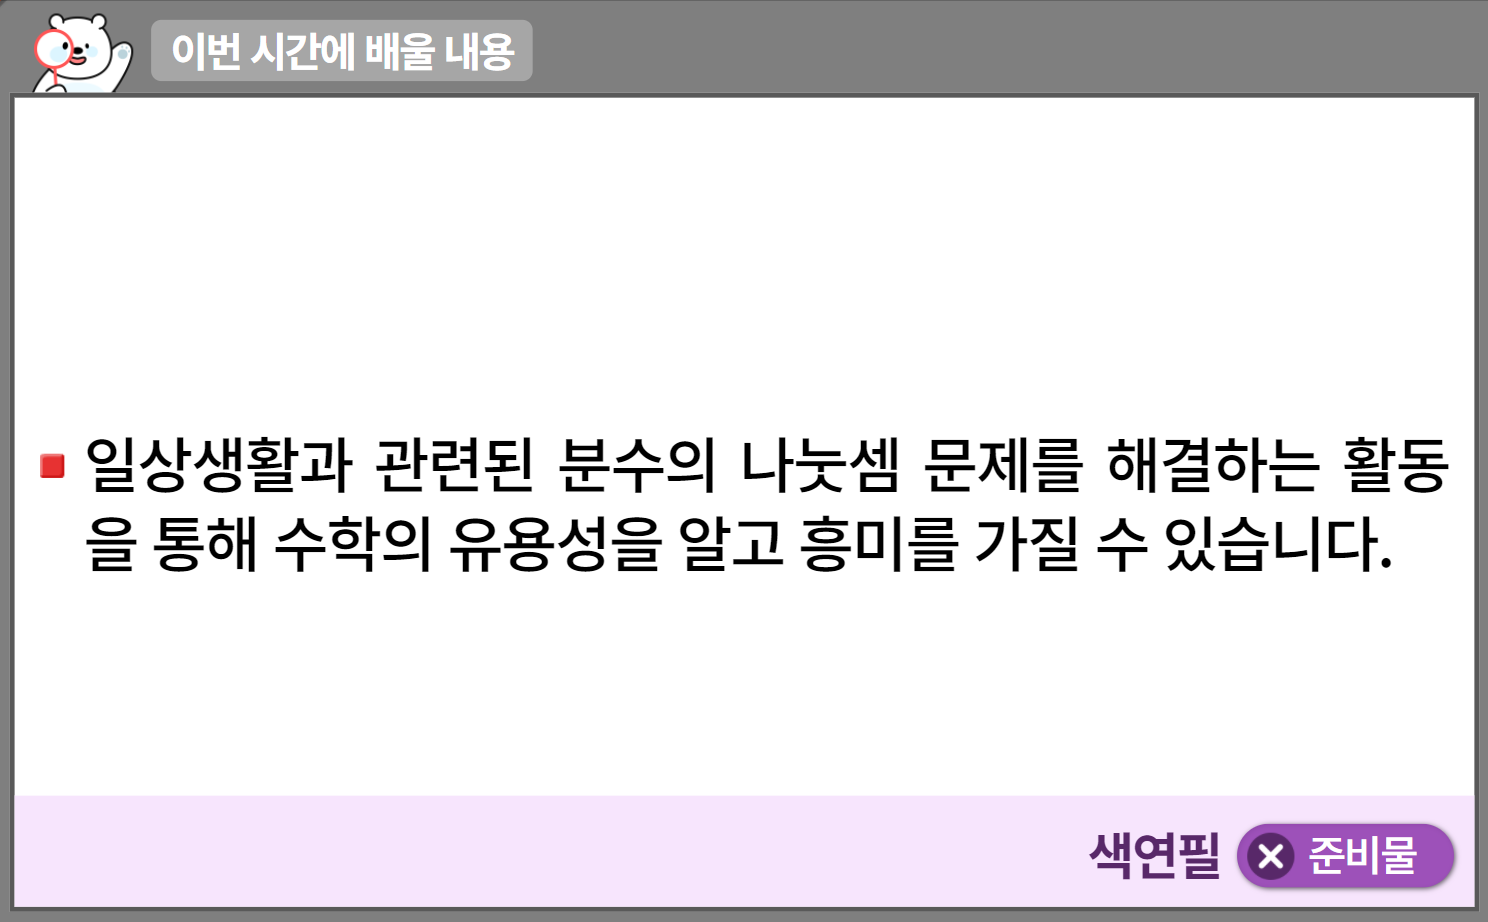 이번 시간에 배울 내용
일상생활과 관련된 분수의 나눗셈 문제를 해결하는 활동
을 통해 수학의 유용성을 알고 흥미를 가질 수 있습니다.
색연필 준비물